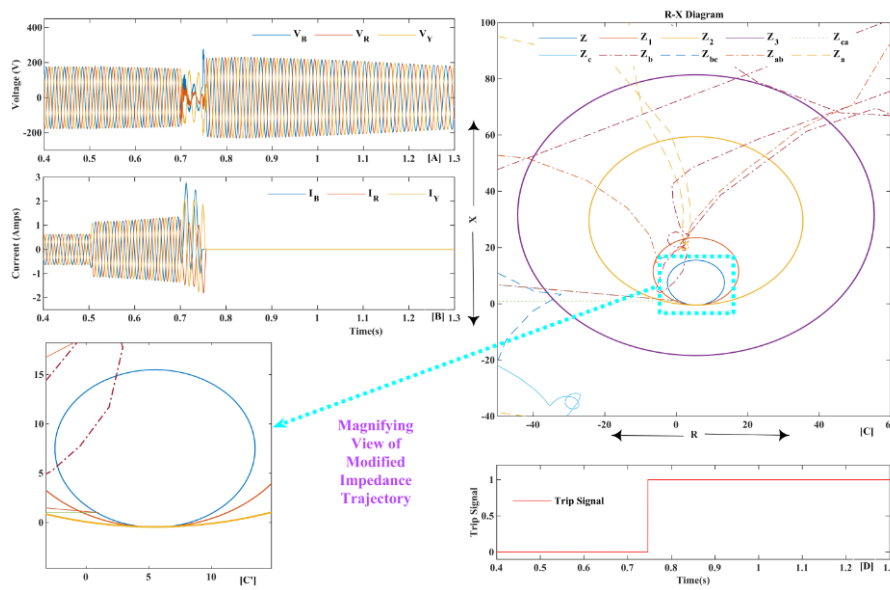 V_B V_R V_Y
Voltage (V)
200
0
-200
0.4 0.5 0.6 0.7 0.8 0.9 1 1.1 1.2 1.3
[A]
I_B I_R I_Y
Current (Amps)
3
2
1
0
-1
-2
0.4 0.5 0.6 0.7 0.8 0.9 1 1.1 1.2 1.3
Time(s)
[B]
15
10
5
0
0 5 10
[C']
Magnifying
View of
Modified
Impedance
Trajectory
R-X Diagram
Z Z_1 Z_2 Z_3 Z_ca
Z_c Z_b Z_bc Z_ab Z_a
X
100
80
60
40
20
0
-20
-40
-50 -20 0 20 40 60
R
[C]
Trip Signal
Trip Signal
1
0.5
0
0.4 0.5 0.6 0.7 0.8 0.9 1 1.1 1.2 1.3
Time(s)
[D]